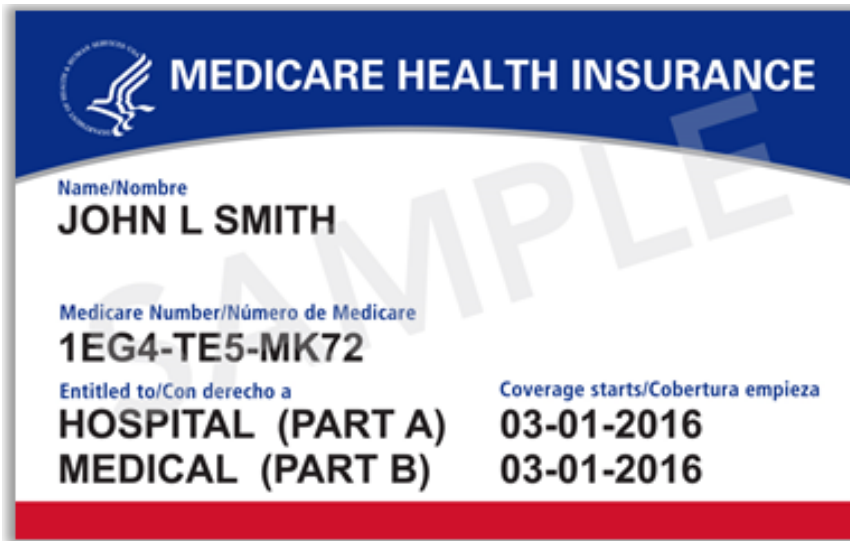 MEDICARE HEALTH INSURANCE
Name/Nombre
JOHN L SMITH
Medicare Number/Número de Medicare
1EG4-TE5-MK72
Entitled to/Con derecho a
HOSPITAL (PART A)
MEDICAL (PART B)
Coverage starts/Cobertura empieza
03-01-2016
03-01-2016
SAMPLE